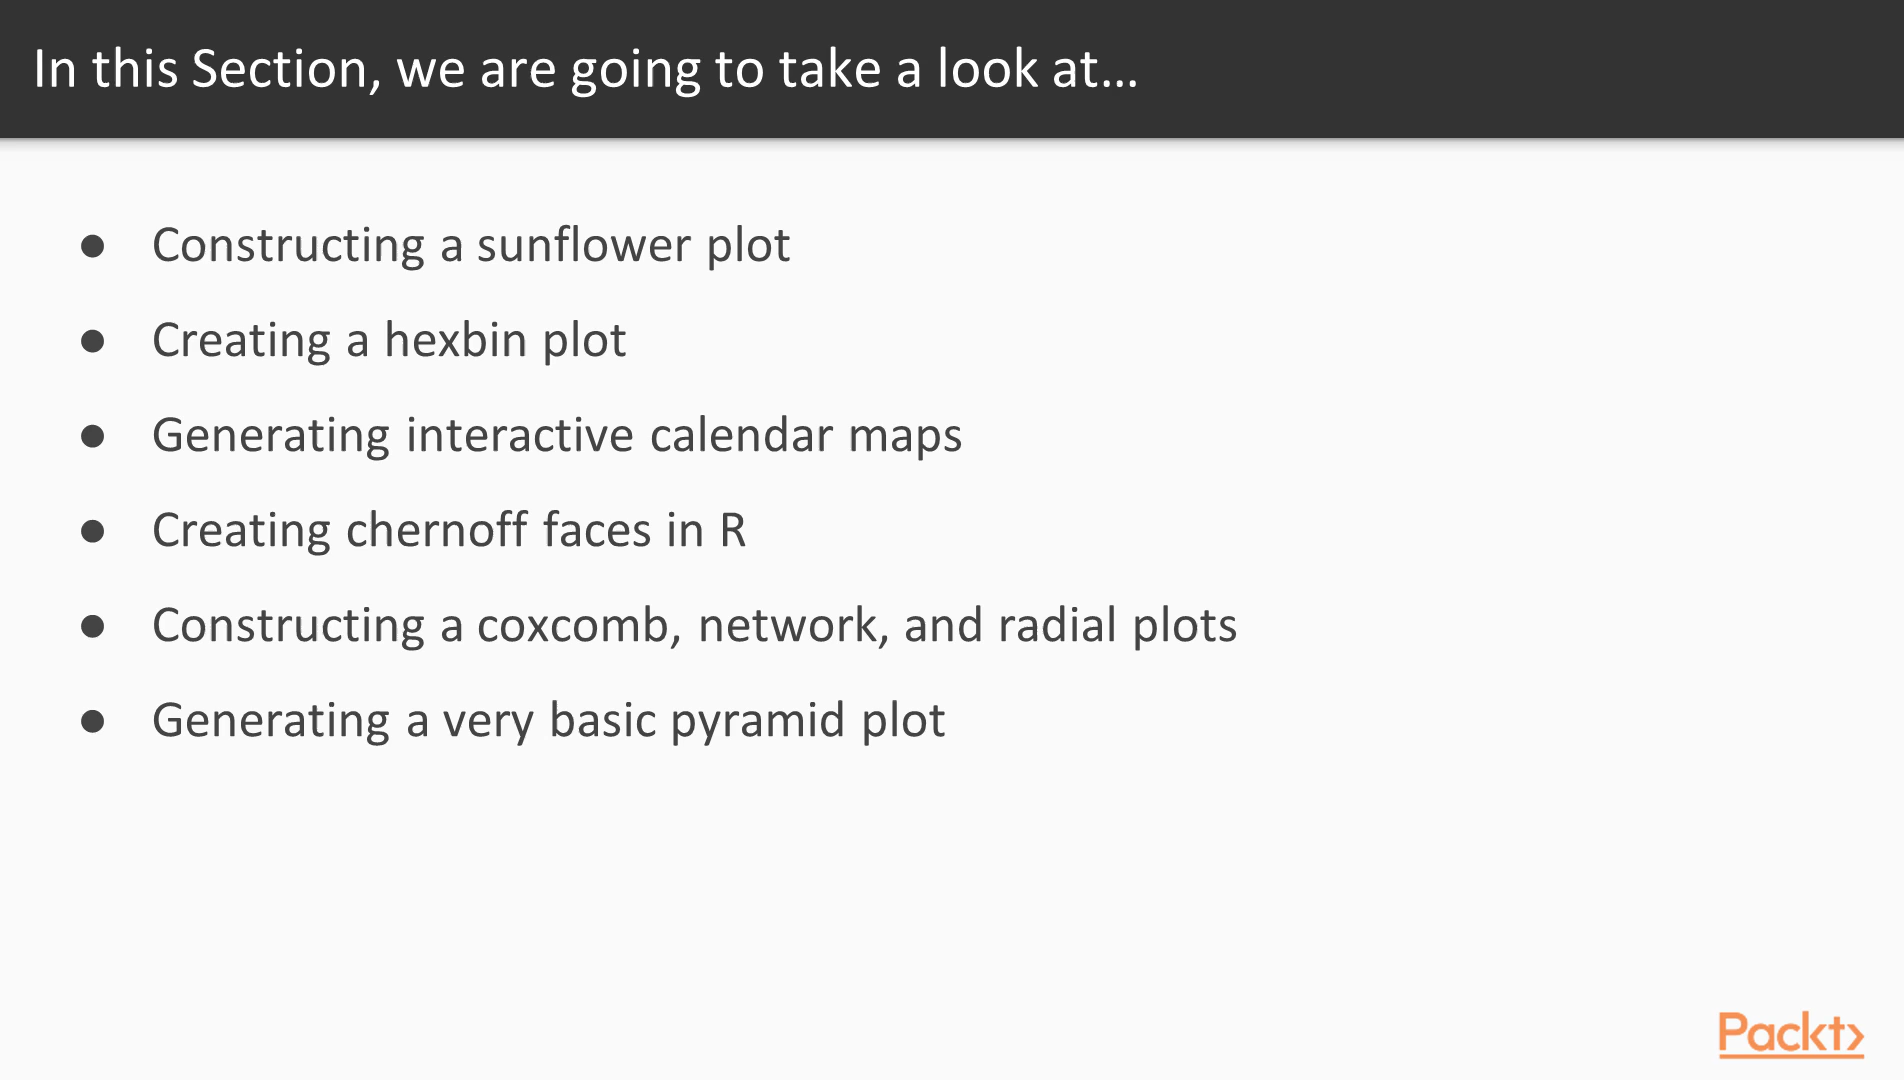 In this Section, we are going to take a look at...
● Constructing a sunflower plot
● Creating a hexbin plot
● Generating interactive calendar maps
● Creating chernoff faces in R
● Constructing a coxcomb, network, and radial plots
● Generating a very basic pyramid plot
Packt>